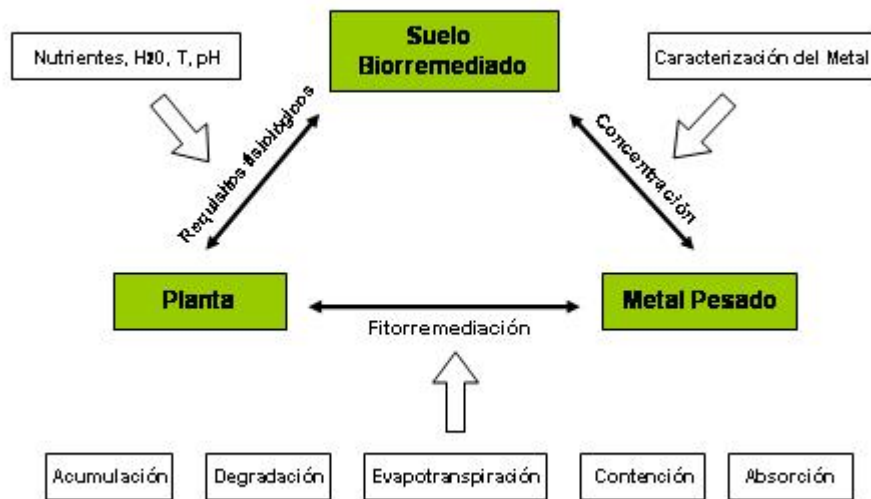 Suelo
Biorremediado
Nutrientes, H20, T, pH
Caracterización del Metal
Requisitos fisiológicos
Concentración
Planta
Metal Pesado
Fitorremediación
Acumulación
Degradación
Evapotranspiración
Contención
Absorción